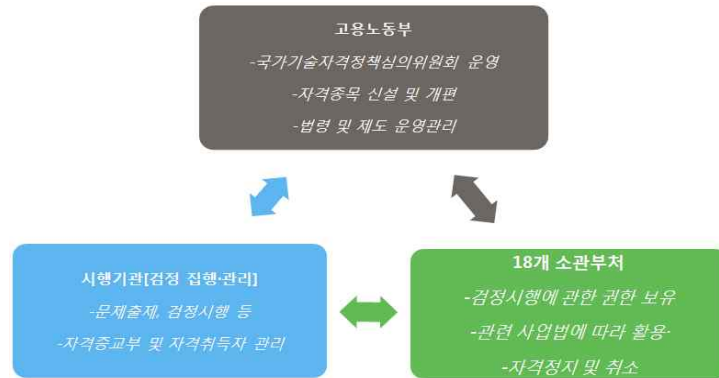 고용노동부
-국가기술자격정책심의위원회 운영
-자격종목 신설 및 개편
-법령 및 제도 운영관리
시행기관[검정 집행·관리]
-문제출제, 검정시행 등
-자격증교부 및 자격취득자 관리
18개 소관부처
-검정시행에 관한 권한 보유
-관련 사업법에 따라 활용·
-자격정지 및 취소